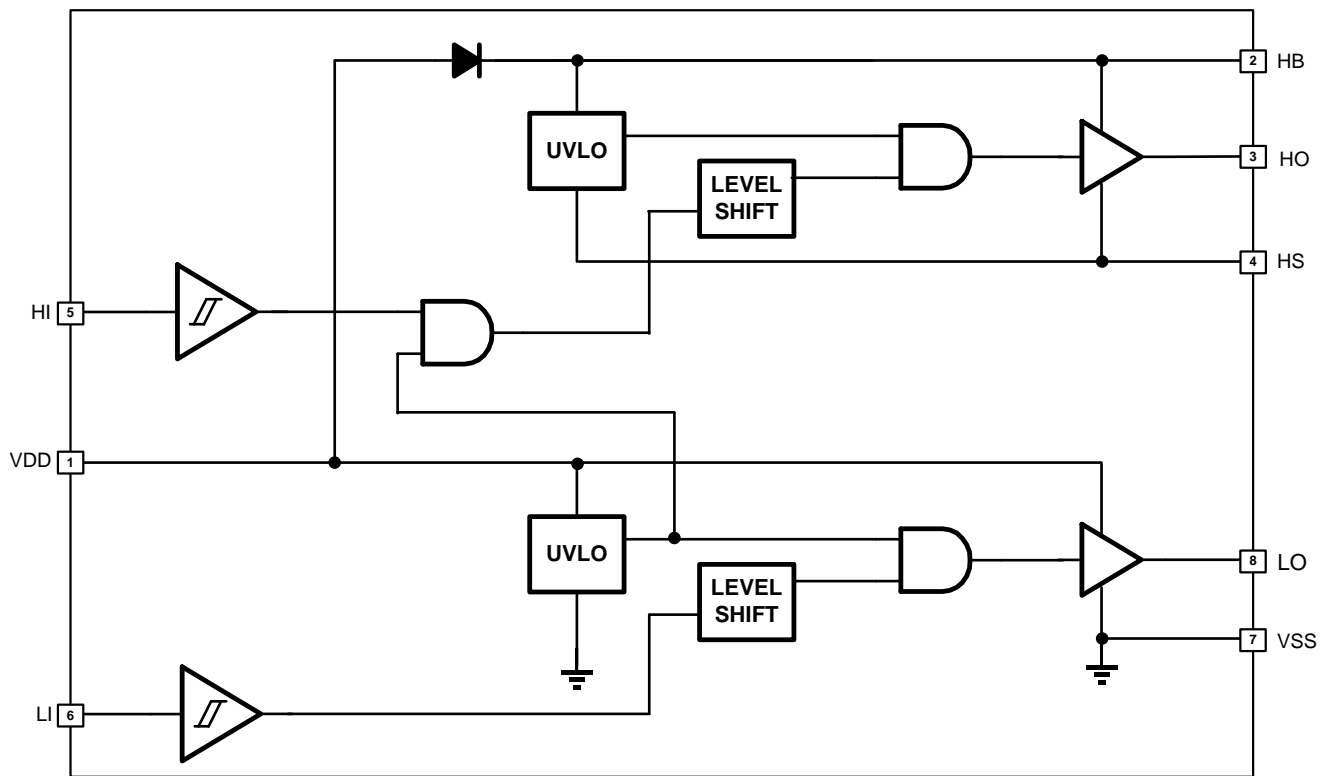 2 HB
UVLO
3 HO
LEVEL
SHIFT
4 HS
HI 5
VDD 1
UVLO
8 LO
LEVEL
SHIFT
7 VSS
LI 6